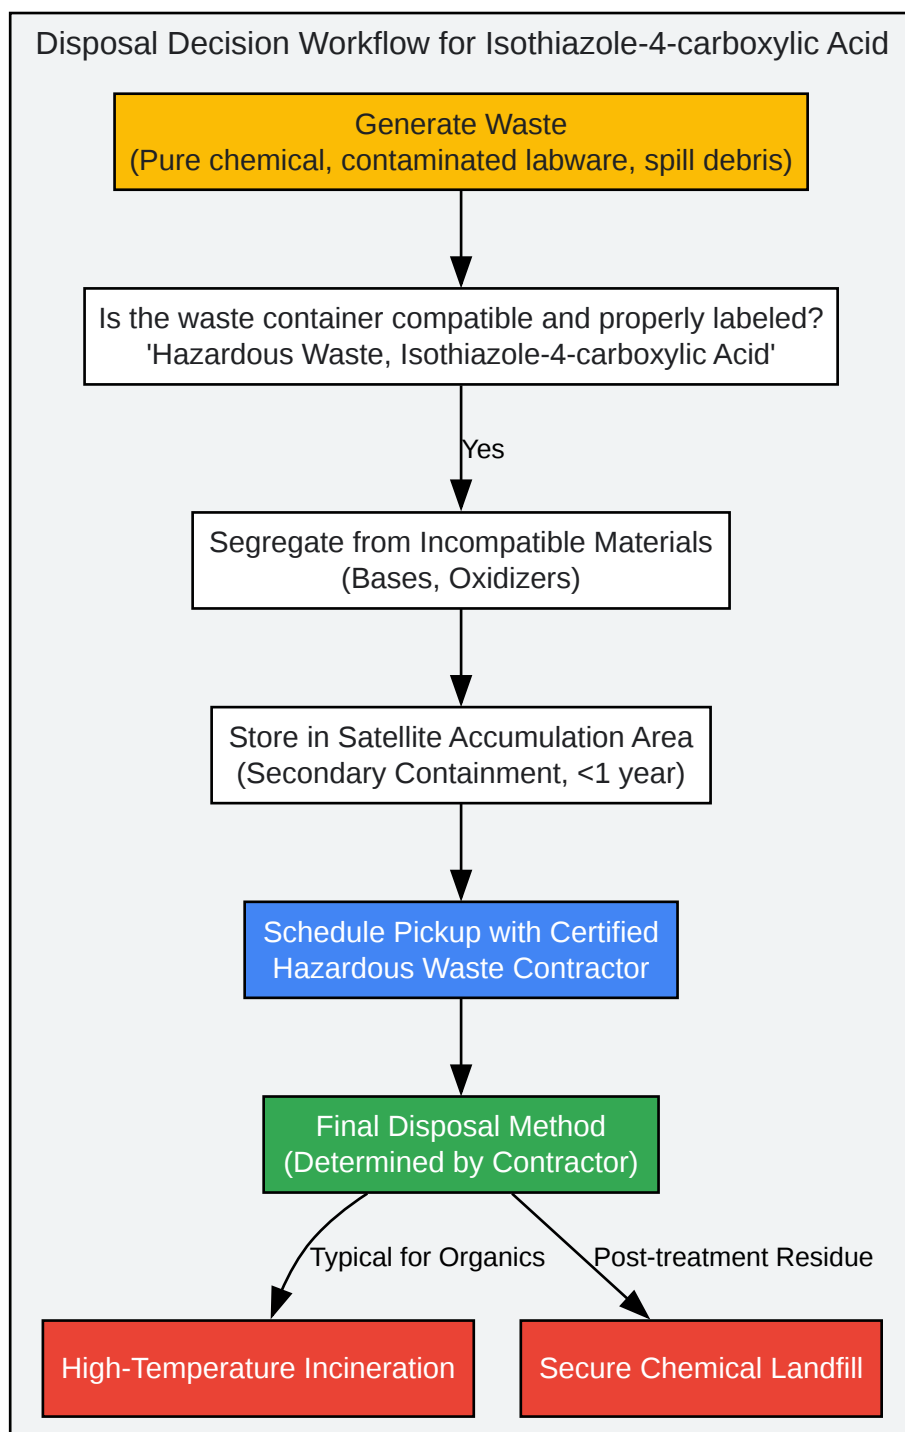 Disposal Decision Workflow for Isothiazole-4-carboxylic Acid
Generate Waste
(Pure chemical, contaminated labware, spill debris)
Is the waste container compatible and properly labeled?
'Hazardous Waste, Isothiazole-4-carboxylic Acid'
Yes
Segregate from Incompatible Materials
(Bases, Oxidizers)
Store in Satellite Accumulation Area
(Secondary Containment, <1 year)
Schedule Pickup with Certified
Hazardous Waste Contractor
Final Disposal Method
(Determined by Contractor)
Typical for Organics
Post-treatment Residue
High-Temperature Incineration
Secure Chemical Landfill